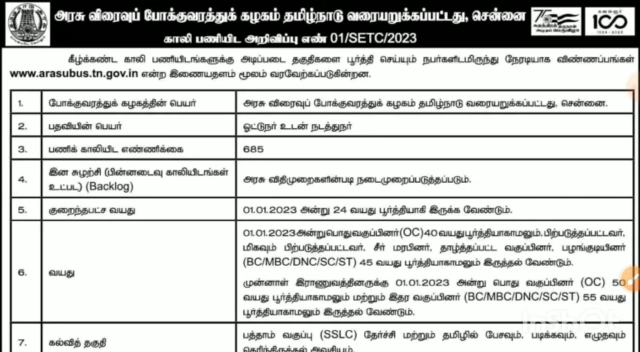 அரசு விரைவுப் போக்குவரத்துக் கழகம் தமிழ்நாடு வரையறுக்கப்பட்டது, சென்னை
காலி பணியிட அறிவிப்பு எண் 01/SETC/2023
கீழ்கண்ட காலி பணியிடங்களுக்கு அடிப்படை தகுதிகளை பூர்த்தி செய்யும் நபர்களிடமிருந்து நேரடியாக விண்ணப்பங்கள்
www.arasubus.tn.gov.in என்ற இணையதளம் மூலம் வரவேற்கப்படுகின்றன.
1. போக்குவரத்துக் கழகத்தின் பெயர் அரசு விரைவுப் போக்குவரத்துக் கழகம் தமிழ்நாடு வரையறுக்கப்பட்டது, சென்னை.
2. பதவியின் பெயர் ஓட்டுநர் உடன் நடத்துநர்
3. பணிக் காலியிட எண்ணிக்கை 685
4. இன சுழற்சி (பின்னடைவு காலியிடங்கள் உட்பட) (Backlog) அரசு விதிமுறைகளின்படி நடைமுறைப்படுத்தப்படும்.
5. குறைந்தபட்ச வயது 01.01.2023 அன்று 24 வயது பூர்த்தியாகி இருக்க வேண்டும்.
6. வயது 01.01.2023 அன்று பொது வகுப்பினர் (OC) 40 வயது பூர்த்தியாகாமலும், பிற்படுத்தப்பட்டவர்,
மிகவும் பிற்படுத்தப்பட்டவர், சீர் மரபினர், தாழ்த்தப்பட்ட வகுப்பினர், பழங்குடியினர்
(BC/MBC/DNC/SC/ST) 45 வயது பூர்த்தியாகாமலும் இருத்தல் வேண்டும்.
முன்னாள் இராணுவத்தினருக்கு 01.01.2023 அன்று பொது வகுப்பினர் (OC) 50
வயது பூர்த்தியாகாமல் மற்றும் இதர வகுப்பினர் (BC/MBC/DNC/SC/ST) 55 வயது
பூர்த்தியாகாமல் இருத்தல் வேண்டும்.
7. கல்வித் தகுதி பத்தாம் வகுப்பு (SSLC) தேர்ச்சி மற்றும் தமிழில் பேசவும், படிக்கவும், எழுதவும்
தெரிந்திருத்தல் அவசியம்.